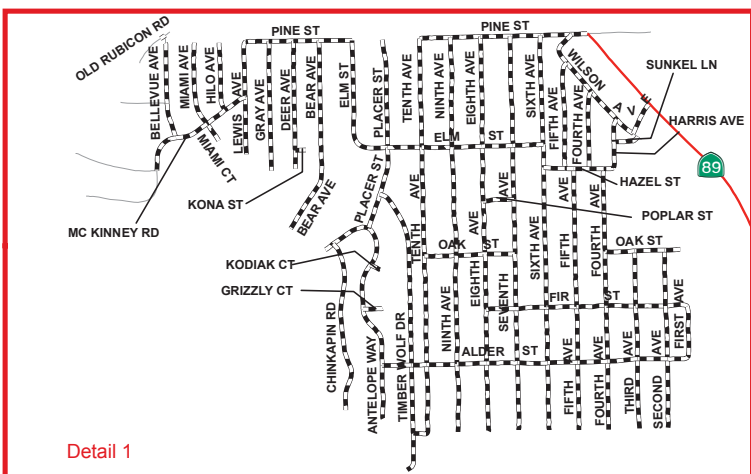 OLD RUBICON RD
PINE ST
PINE ST
BELLEVUE AVE
MIAMI AVE
HILO AVE
LEWIS AVE
GRAY AVE
DEER AVE
BEAR AVE
ELM ST
PLACER ST
TENTH AVE
NINTH AVE
EIGHTH AVE
SIXTH AVE
FIFTH AVE
FOURTH AVE
WILSON AVE
SUNKEL LN
HARRIS AVE
89
MIAMI CT
ELM ST
HAZEL ST
KONA ST
MC KINNEY RD
BEAR AVE
PLACER ST
POPLAR ST
TENTH AVE
EIGHTH AVE
SEVENTH AVE
SIXTH AVE
FIFTH AVE
FOURTH AVE
OAK ST
OAK ST
KODIAK CT
GRIZZLY CT
CHINKAPIN RD
ANTELOPE WAY
TIMBER WOLF DR
NINTH AVE
FIR ST
FIRST AVE
ALDER ST
FIFTH AVE
FOURTH AVE
THIRD AVE
SECOND AVE
Detail 1